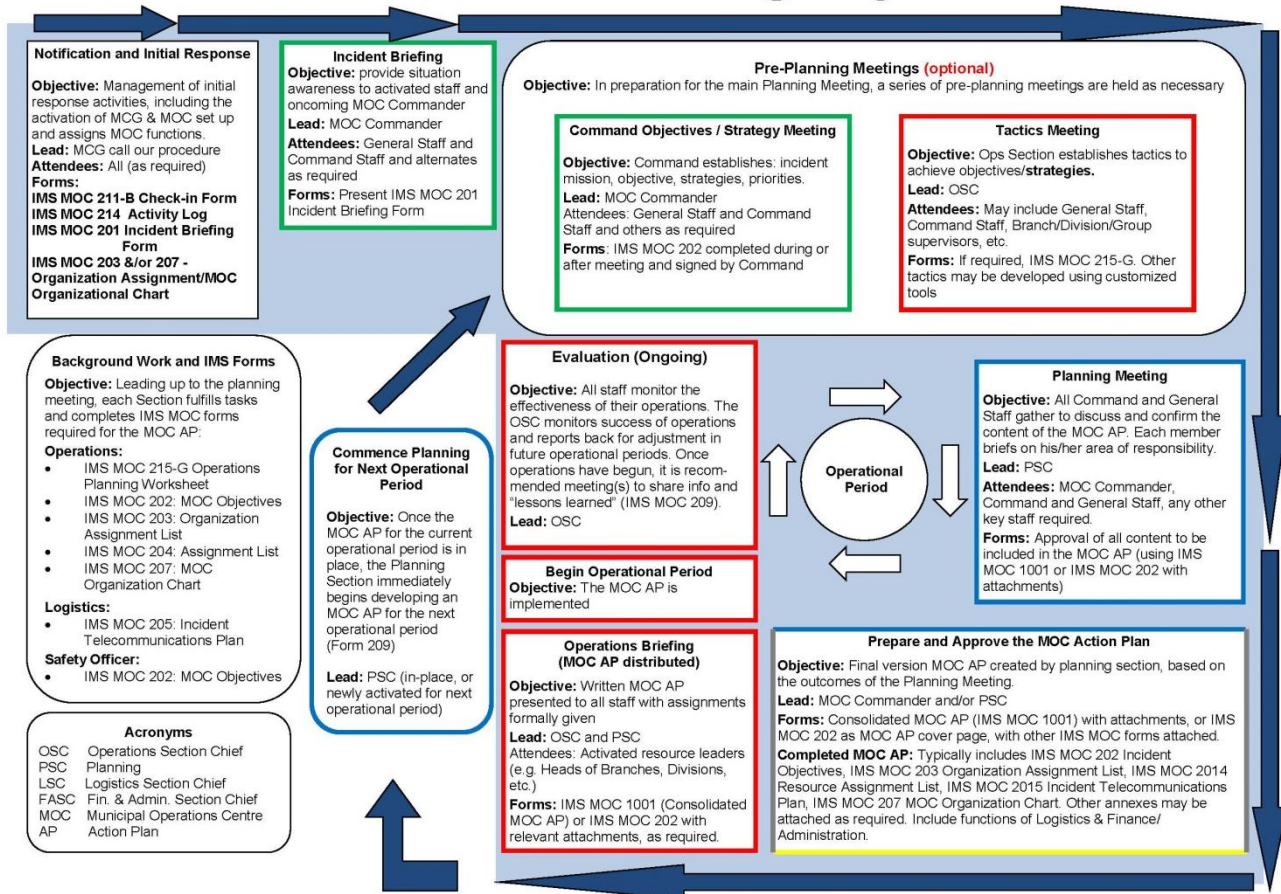 Notification and Initial Response
Objective: Management of initial
response activities, including the
activation of MCG & MOC set up
and assigns MOC functions.
Lead: MCG call our procedure
Attendees: All (as required)
Forms:
IMS MOC 211-B Check-in Form
IMS MOC 214 Activity Log
IMS MOC 201 Incident Briefing
Form
IMS MOC 203 &/or 207 -
Organization Assignment/MOC
Organizational Chart
Incident Briefing
Objective: provide situation
awareness to activated staff and
oncoming MOC Commander
Lead: MOC Commander
Attendees: General Staff and
Command Staff and alternates
as required
Forms: Present IMS MOC 201
Incident Briefing Form
Pre-Planning Meetings (optional)
Objective: In preparation for the main Planning Meeting, a series of pre-planning meetings are held as necessary
Command Objectives / Strategy Meeting
Objective: Command establishes: incident
mission, objective, strategies, priorities.
Lead: MOC Commander
Attendees: General Staff and Command
Staff and others as required
Forms: IMS MOC 202 completed during or
after meeting and signed by Command
Tactics Meeting
Objective: Ops Section establishes tactics to
achieve objectives/strategies.
Lead: OSC
Attendees: May include General Staff,
Command Staff, Branch/Division/Group
supervisors, etc.
Forms: If required, IMS MOC 215-G. Other
tactics may be developed using customized
tools
Background Work and IMS Forms
Objective: Leading up to the planning
meeting, each Section fulfills tasks
and completes IMS MOC forms
required for the MOC AP:
Operations:
• IMS MOC 215-G Operations
Planning Worksheet
• IMS MOC 202: MOC Objectives
• IMS MOC 203: Organization
Assignment List
• IMS MOC 204: Assignment List
• IMS MOC 207: MOC
Organization Chart
Logistics:
• IMS MOC 205: Incident
Telecommunications Plan
Safety Officer:
• IMS MOC 202: MOC Objectives
Acronyms
OSC Operations Section Chief
PSC Planning
LSC Logistics Section Chief
FASC Fin. & Admin. Section Chief
MOC Municipal Operations Centre
AP Action Plan
Commence Planning
for Next Operational
Period
Objective: Once the
MOC AP for the current
operational period is in
place, the Planning
Section immediately
begins developing an
MOC AP for the next
operational period
(Form 209)
Lead: PSC (in-place, or
newly activated for next
operational period)
Evaluation (Ongoing)
Objective: All staff monitor the
effectiveness of their operations. The
OSC monitors success of operations
and reports back for adjustment in
future operational periods. Once
operations have begun, it is recom-
mended meeting(s) to share info and
“lessons learned” (IMS MOC 209).
Lead: OSC
Operational
Period
Planning Meeting
Objective: All Command and General
Staff gather to discuss and confirm the
content of the MOC AP. Each member
briefs on his/her area of responsibility.
Lead: PSC
Attendees: MOC Commander,
Command and General Staff, any other
key staff required.
Forms: Approval of all content to be
included in the MOC AP (using IMS
MOC 1001 or IMS MOC 202 with
attachments)
Begin Operational Period
Objective: The MOC AP is
implemented
Operations Briefing
(MOC AP distributed)
Objective: Written MOC AP
presented to all staff with assignments
formally given
Lead: OSC and PSC
Attendees: Activated resource leaders
(e.g. Heads of Branches, Divisions,
etc.)
Forms: IMS MOC 1001 (Consolidated
MOC AP) or IMS MOC 202 with
relevant attachments, as required.
Prepare and Approve the MOC Action Plan
Objective: Final version MOC AP created by planning section, based on
the outcomes of the Planning Meeting.
Lead: MOC Commander and/or PSC
Forms: Consolidated MOC AP (IMS MOC 1001) with attachments, or IMS
MOC 202 as MOC AP cover page, with other IMS MOC forms attached.
Completed MOC AP: Typically includes IMS MOC 202 Incident
Objectives, IMS MOC 203 Organization Assignment List, IMS MOC 2014
Resource Assignment List, IMS MOC 2015 Incident Telecommunications
Plan, IMS MOC 207 MOC Organization Chart. Other annexes may be
attached as required. Include functions of Logistics & Finance/
Administration.